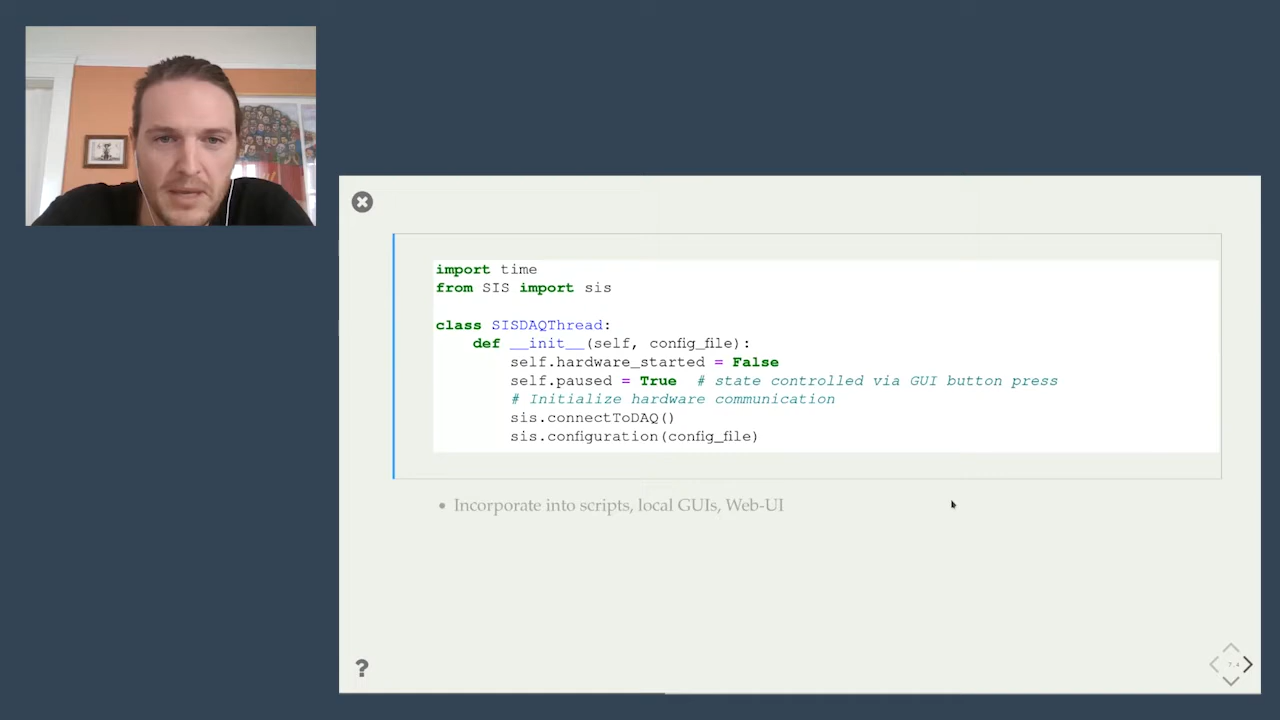 import time
from SIS import sis
class SISDAQThread:
def __init__(self, config_file):
self.hardware_started = False
self.paused = True  # state controlled via GUI button press
# Initialize hardware communication
sis.connectToDAQ()
sis.configuration(config_file)
• Incorporate into scripts, local GUIs, Web-UI
?
7.4